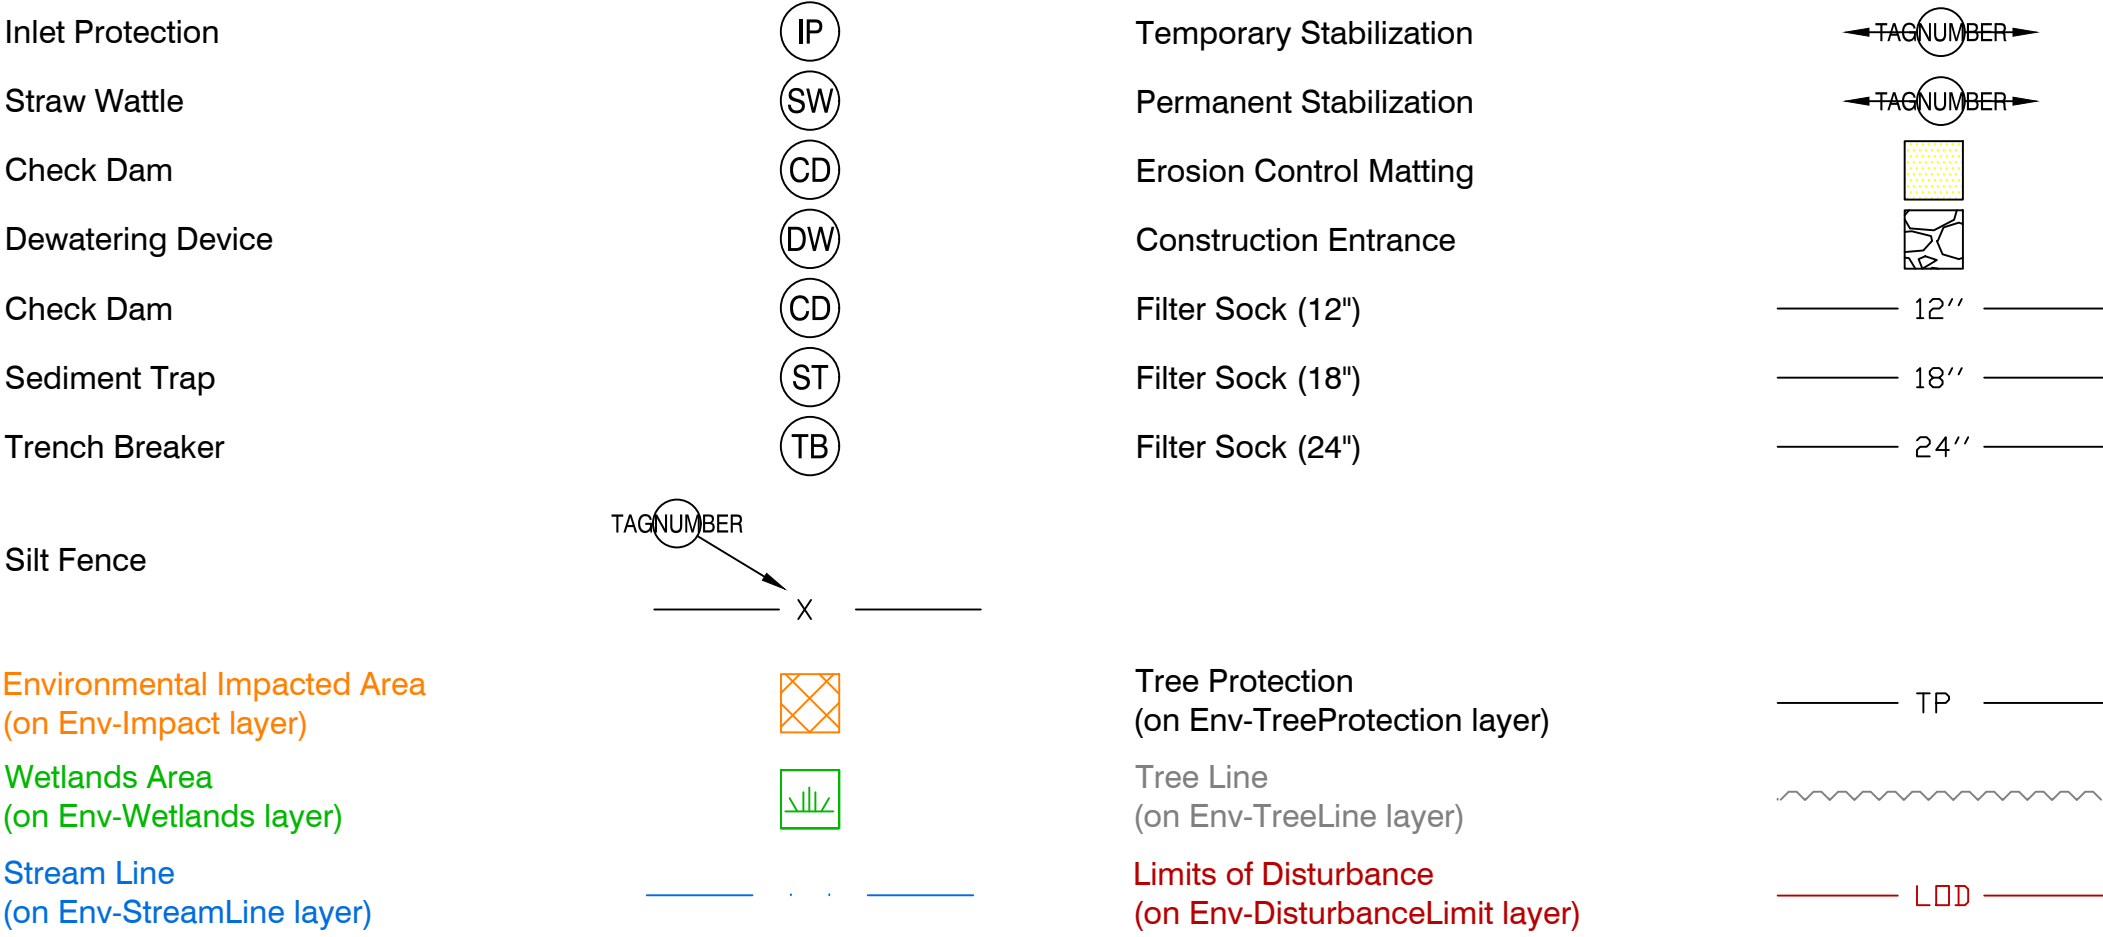 Inlet Protection
IP
Temporary Stabilization
TAGNUMBER
Straw Wattle
SW
Permanent Stabilization
TAGNUMBER
Check Dam
CD
Erosion Control Matting
Dewatering Device
DW
Construction Entrance
Check Dam
CD
Filter Sock (12")
12''
Sediment Trap
ST
Filter Sock (18")
18''
Trench Breaker
TB
Filter Sock (24")
24''
TAGNUMBER
Silt Fence
X
Environmental Impacted Area
(on Env-Impact layer)
Tree Protection
(on Env-TreeProtection layer)
TP
Wetlands Area
(on Env-Wetlands layer)
Tree Line
(on Env-TreeLine layer)
Stream Line
(on Env-StreamLine layer)
Limits of Disturbance
(on Env-DisturbanceLimit layer)
LOD